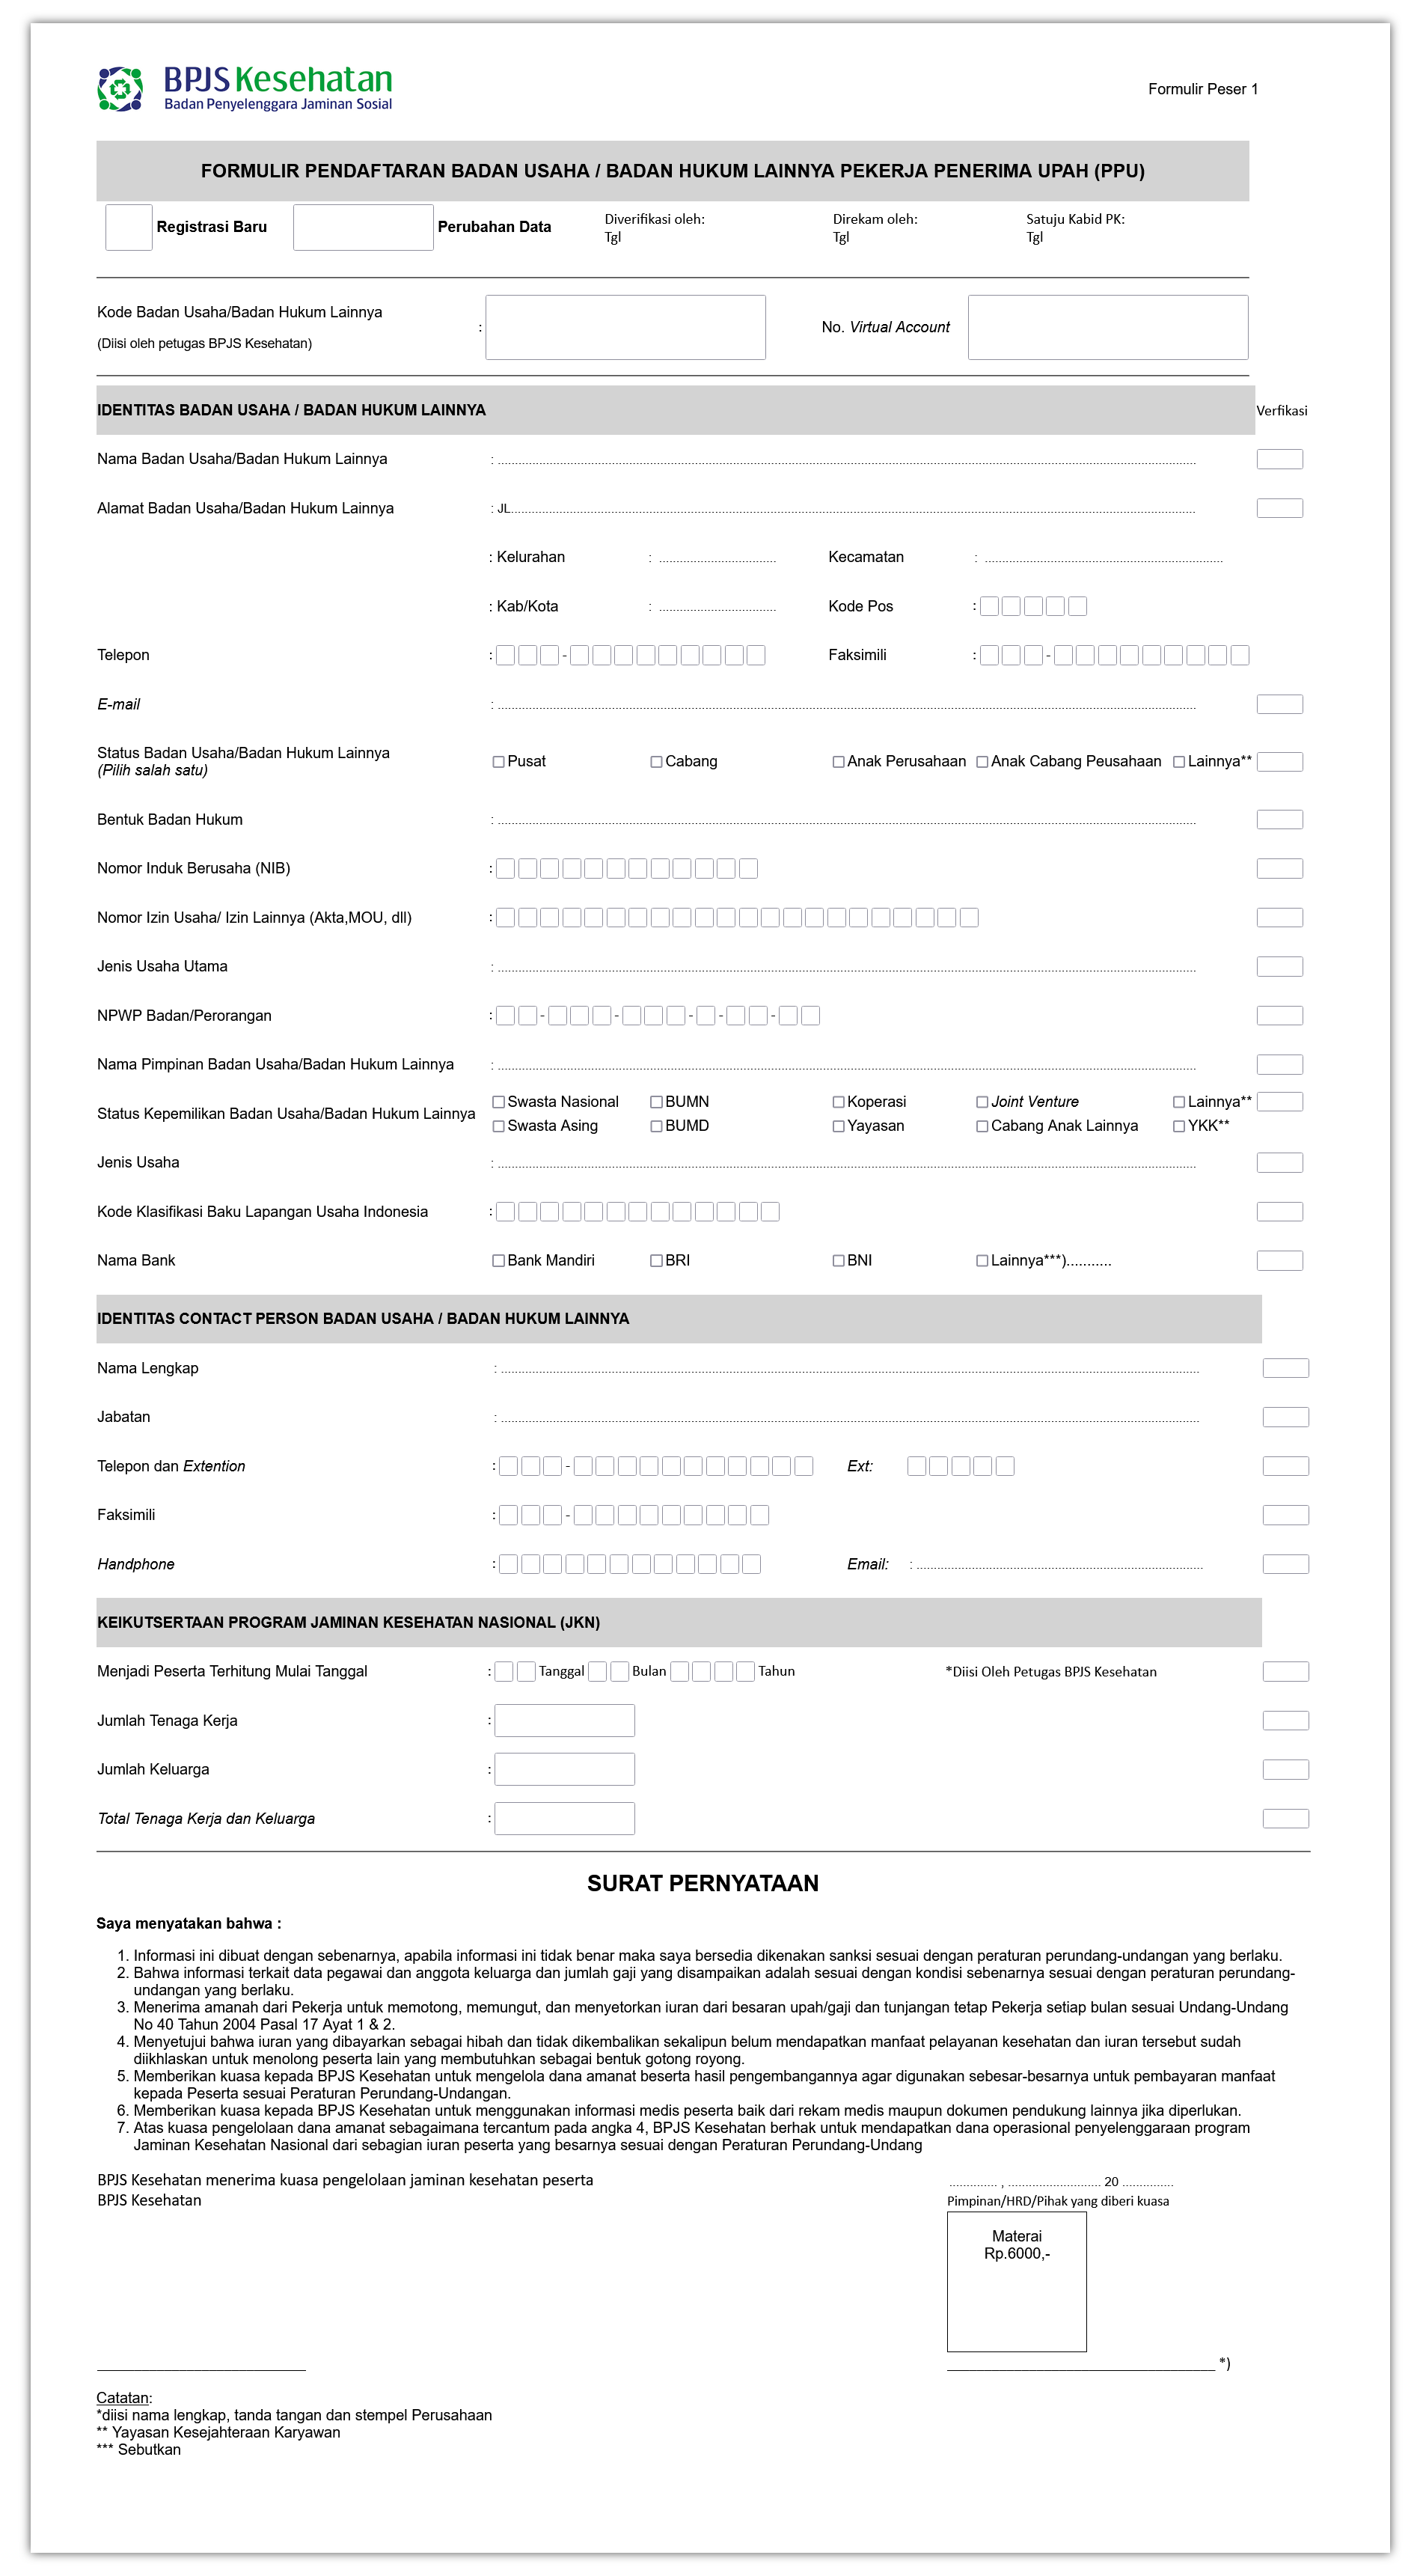 BPJS Kesehatan
Badan Penyelenggara Jaminan Sosial
Formulir Peser 1
FORMULIR PENDAFTARAN BADAN USAHA / BADAN HUKUM LAINNYA PEKERJA PENERIMA UPAH (PPU)
Registrasi Baru Perubahan Data Diverifikasi oleh: Direkam oleh: Satuju Kabid PK:
Tgl Tgl Tgl
Kode Badan Usaha/Badan Hukum Lainnya
(Diisi oleh petugas BPJS Kesehatan) : No. Virtual Account
IDENTITAS BADAN USAHA / BADAN HUKUM LAINNYA Verfikasi
Nama Badan Usaha/Badan Hukum Lainnya : ........................................
Alamat Badan Usaha/Badan Hukum Lainnya : JL........................................
: Kelurahan : .................................. Kecamatan : ........................................
: Kab/Kota : .................................. Kode Pos :
Telepon : - Faksimili : -
E-mail : ........................................
Status Badan Usaha/Badan Hukum Lainnya
(Pilih salah satu) Pusat Cabang Anak Perusahaan Anak Cabang Peusahaan Lainnya**
Bentuk Badan Hukum : ........................................
Nomor Induk Berusaha (NIB) :
Nomor Izin Usaha/ Izin Lainnya (Akta,MOU, dll) :
Jenis Usaha Utama : ........................................
NPWP Badan/Perorangan : - - - - -
Nama Pimpinan Badan Usaha/Badan Hukum Lainnya : ........................................
Status Kepemilikan Badan Usaha/Badan Hukum Lainnya Swasta Nasional BUMN Koperasi Joint Venture Lainnya**
Swasta Asing BUMD Yayasan Cabang Anak Lainnya YKK**
Jenis Usaha : ........................................
Kode Klasifikasi Baku Lapangan Usaha Indonesia :
Nama Bank Bank Mandiri BRI BNI Lainnya***)...........
IDENTITAS CONTACT PERSON BADAN USAHA / BADAN HUKUM LAINNYA
Nama Lengkap : ........................................
Jabatan : ........................................
Telepon dan Extention : - Ext:
Faksimili : -
Handphone : Email: : ........................................
KEIKUTSERTAAN PROGRAM JAMINAN KESEHATAN NASIONAL (JKN)
Menjadi Peserta Terhitung Mulai Tanggal : Tanggal Bulan Tahun *Diisi Oleh Petugas BPJS Kesehatan
Jumlah Tenaga Kerja :
Jumlah Keluarga :
Total Tenaga Kerja dan Keluarga :
SURAT PERNYATAAN
Saya menyatakan bahwa :
1. Informasi ini dibuat dengan sebenarnya, apabila informasi ini tidak benar maka saya bersedia dikenakan sanksi sesuai dengan peraturan perundang-undangan yang berlaku.
2. Bahwa informasi terkait data pegawai dan anggota keluarga dan jumlah gaji yang disampaikan adalah sesuai dengan kondisi sebenarnya sesuai dengan peraturan perundang-
undangan yang berlaku.
3. Menerima amanah dari Pekerja untuk memotong, memungut, dan menyetorkan iuran dari besaran upah/gaji dan tunjangan tetap Pekerja setiap bulan sesuai Undang-Undang
No 40 Tahun 2004 Pasal 17 Ayat 1 & 2.
4. Menyetujui bahwa iuran yang dibayarkan sebagai hibah dan tidak dikembalikan sekalipun belum mendapatkan manfaat pelayanan kesehatan dan iuran tersebut sudah
diikhlaskan untuk menolong peserta lain yang membutuhkan sebagai bentuk gotong royong.
5. Memberikan kuasa kepada BPJS Kesehatan untuk mengelola dana amanat beserta hasil pengembangannya agar digunakan sebesar-besarnya untuk pembayaran manfaat
kepada Peserta sesuai Peraturan Perundang-Undangan.
6. Memberikan kuasa kepada BPJS Kesehatan untuk menggunakan informasi medis peserta baik dari rekam medis maupun dokumen pendukung lainnya jika diperlukan.
7. Atas kuasa pengelolaan dana amanat sebagaimana tercantum pada angka 4, BPJS Kesehatan berhak untuk mendapatkan dana operasional penyelenggaraan program
Jaminan Kesehatan Nasional dari sebagian iuran peserta yang besarnya sesuai dengan Peraturan Perundang-Undang
BPJS Kesehatan menerima kuasa pengelolaan jaminan kesehatan peserta .............. , ........................... 20 ...............
BPJS Kesehatan Pimpinan/HRD/Pihak yang diberi kuasa
Materai
Rp.6000,-
*)
Catatan:
*diisi nama lengkap, tanda tangan dan stempel Perusahaan
** Yayasan Kesejahteraan Karyawan
*** Sebutkan